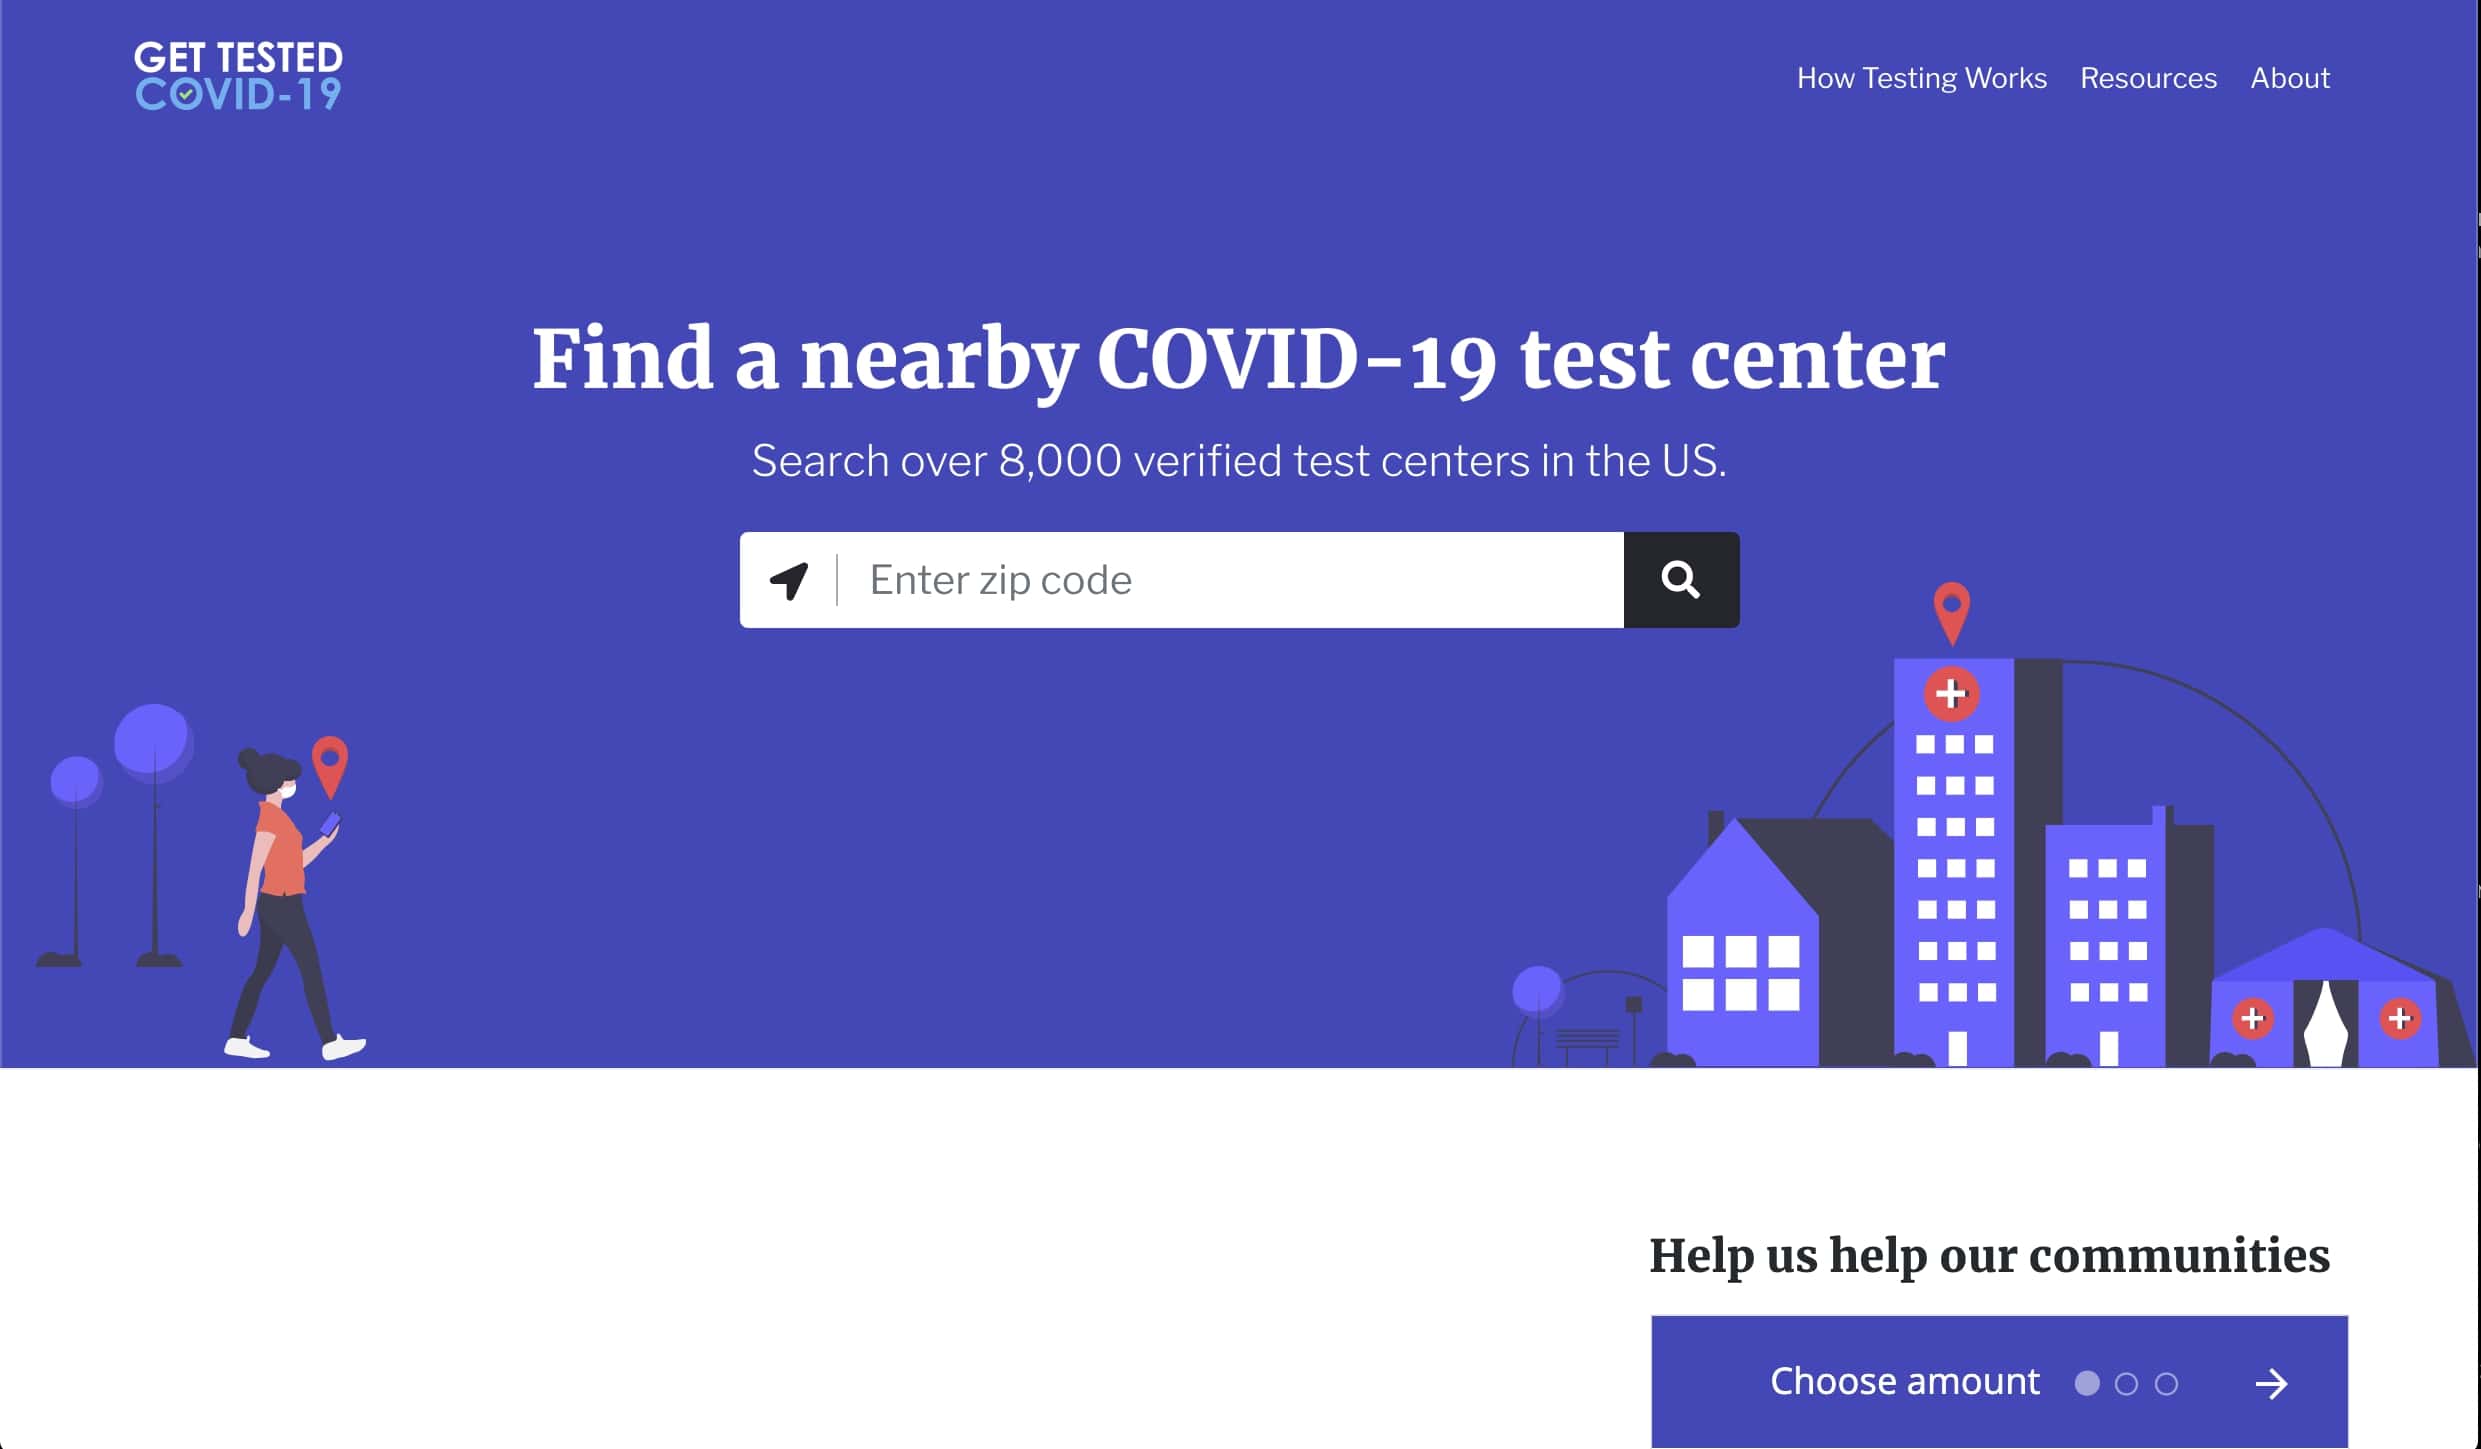 GET TESTED
COVID-19
How Testing Works Resources About
Find a nearby COVID-19 test center
Search over 8,000 verified test centers in the US.
Enter zip code
Help us help our communities
Choose amount